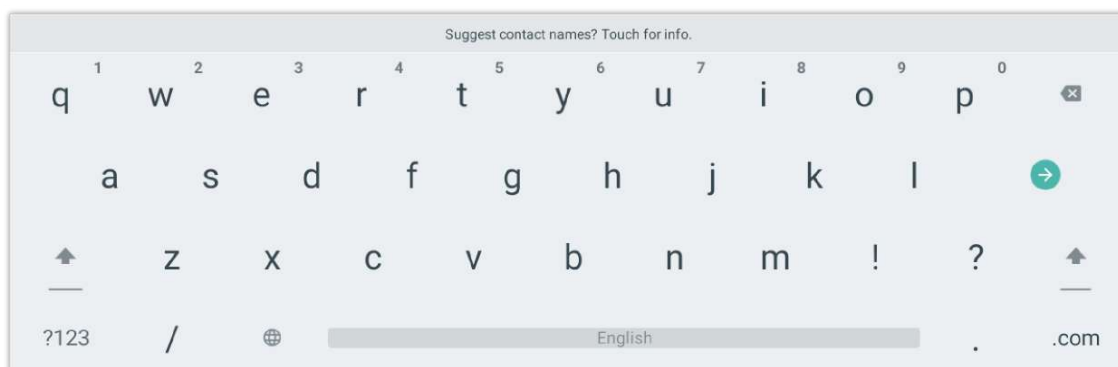 Suggest contact names? Touch for info.
1 2 3 4 5 6 7 8 9 0
q w e r t y u i o p
a s d f g h j k l
z x c v b n m ! ?
?123 / English . .com